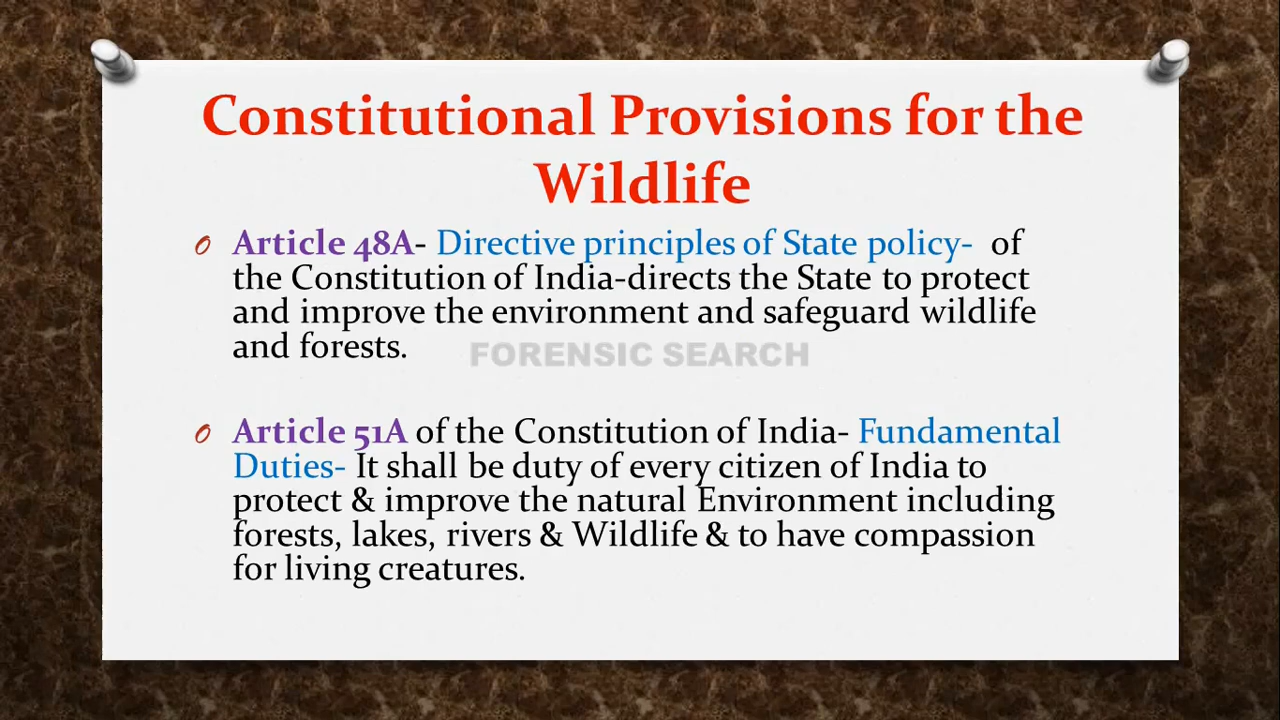 Constitutional Provisions for the
Wildlife
Article 48A- Directive principles of State policy- of
the Constitution of India-directs the State to protect
and improve the environment and safeguard wildlife
and forests.
FORENSIC SEARCH
Article 51A of the Constitution of India- Fundamental
Duties- It shall be duty of every citizen of India to
protect & improve the natural Environment including
forests, lakes, rivers & Wildlife & to have compassion
for living creatures.